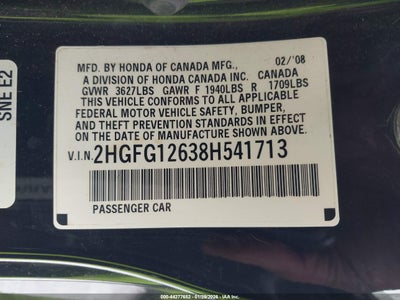 MFD. BY HONDA OF CANADA MFG., 02/'08
A DIVISION OF HONDA CANADA INC. CANADA
GVWR 3627LBS GAWR F 1940LBS R 1709LBS
THIS VEHICLE CONFORMS TO ALL APPLICABLE
FEDERAL MOTOR VEHICLE SAFETY, BUMPER,
AND THEFT PREVENTION STANDARDS IN EFFECT
ON THE DATE OF MANUFACTURE SHOWN ABOVE.
V.I.N. 2HGFG12638H541713
PASSENGER CAR
SNE E2